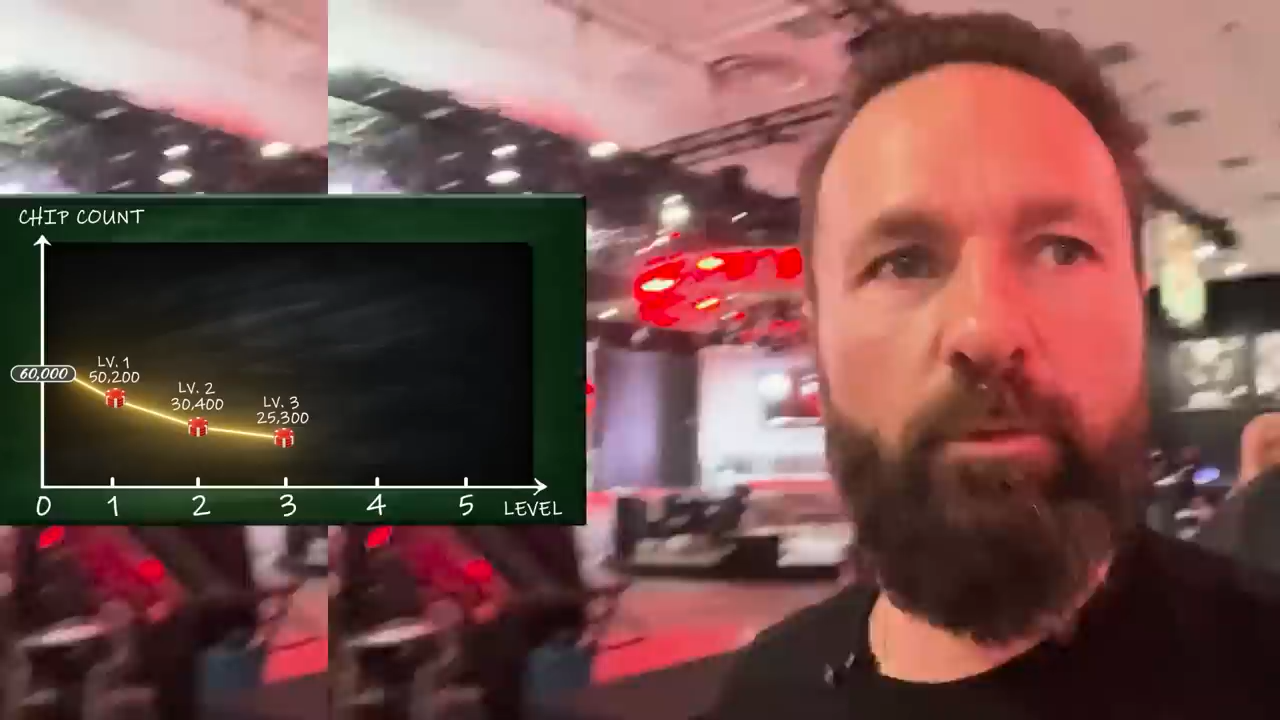 CHIP COUNT
60,000
LV. 1
50,200
LV. 2
30,400
LV. 3
25,300
0 1 2 3 4 5 LEVEL